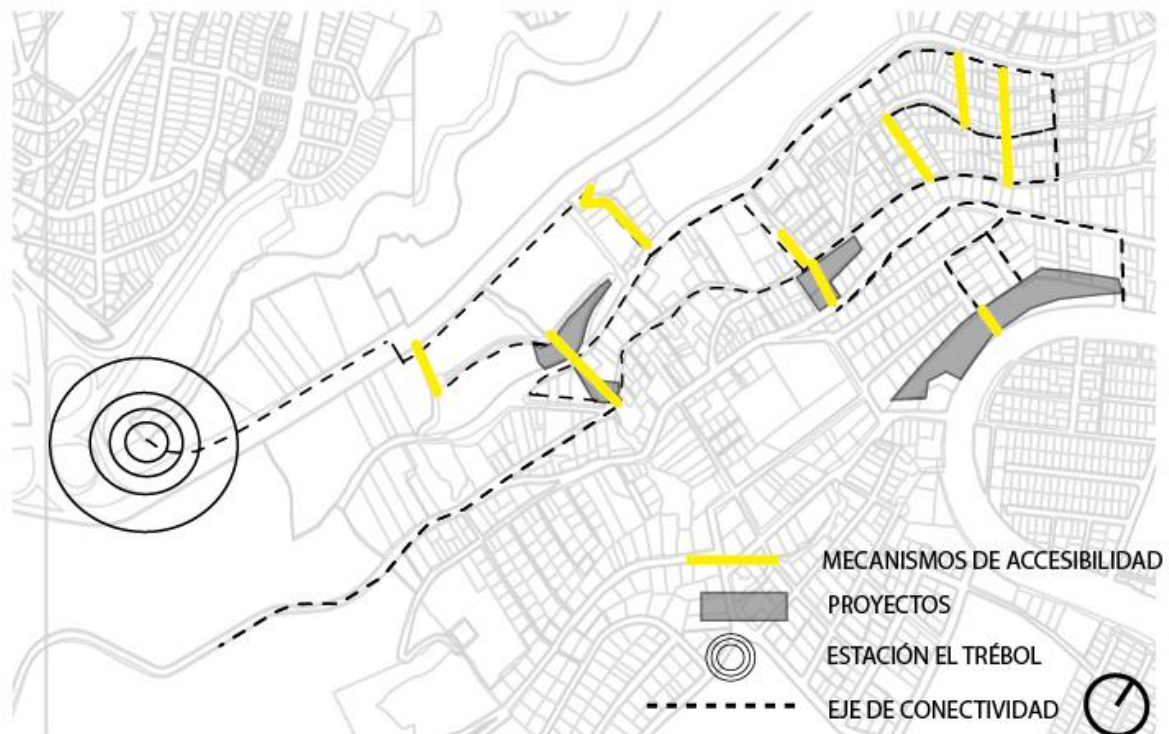 MECANISMOS DE ACCESIBILIDAD
PROYECTOS
ESTACIÓN EL TRÉBOL
EJE DE CONECTIVIDAD